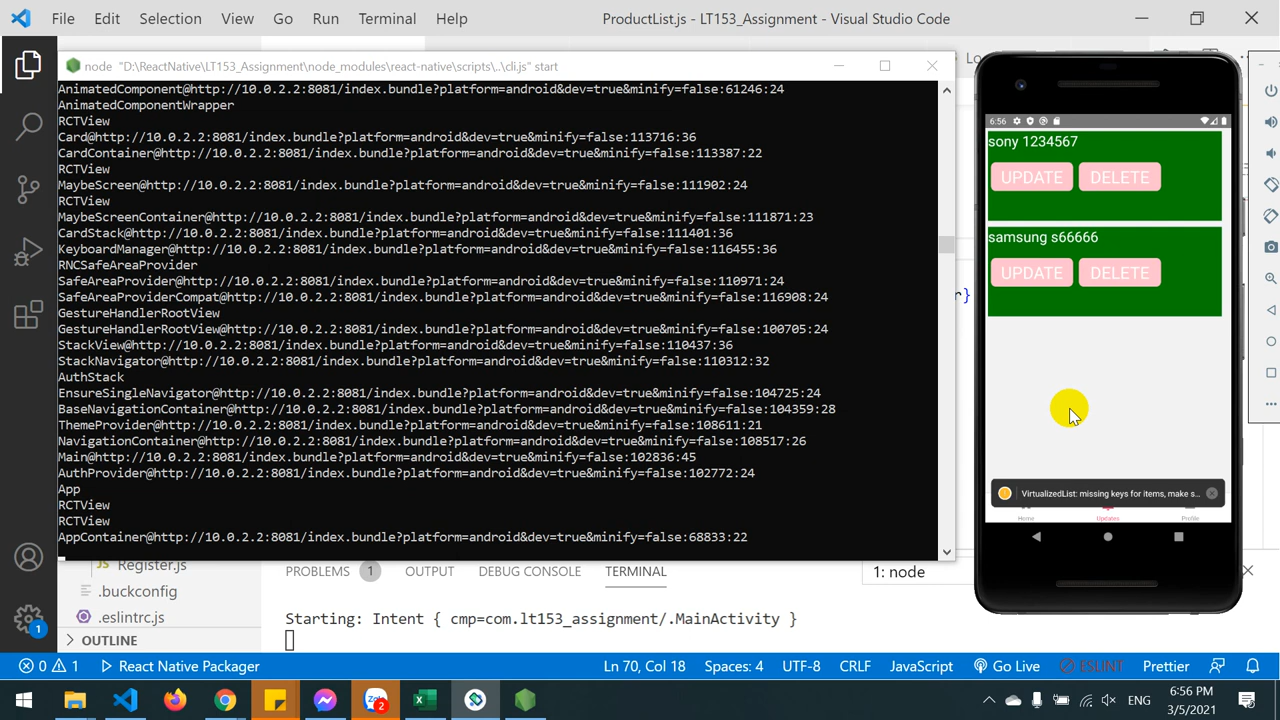 File Edit Selection View Go Run Terminal Help
ProductList.js - LT153_Assignment - Visual Studio Code
node "D:\ReactNative\LT153_Assignment\node_modules\react-native\scripts\..\cli.js" start
AnimatedComponent@http://10.0.2.2:8081/index.bundle?platform=android&dev=true&minify=false:61246:24
AnimatedComponentWrapper
RCTView
Card@http://10.0.2.2:8081/index.bundle?platform=android&dev=true&minify=false:113716:36
CardContainer@http://10.0.2.2:8081/index.bundle?platform=android&dev=true&minify=false:113387:22
RCTView
MaybeScreen@http://10.0.2.2:8081/index.bundle?platform=android&dev=true&minify=false:111902:24
RCTView
MaybeScreenContainer@http://10.0.2.2:8081/index.bundle?platform=android&dev=true&minify=false:111871:23
CardStack@http://10.0.2.2:8081/index.bundle?platform=android&dev=true&minify=false:111401:36
KeyboardManager@http://10.0.2.2:8081/index.bundle?platform=android&dev=true&minify=false:116455:36
RNCSafeAreaProvider
SafeAreaProvider@http://10.0.2.2:8081/index.bundle?platform=android&dev=true&minify=false:110971:24
SafeAreaProviderCompat@http://10.0.2.2:8081/index.bundle?platform=android&dev=true&minify=false:116908:24
GestureHandlerRootView
GestureHandlerRootView@http://10.0.2.2:8081/index.bundle?platform=android&dev=true&minify=false:100705:24
StackView@http://10.0.2.2:8081/index.bundle?platform=android&dev=true&minify=false:110437:36
StackNavigator@http://10.0.2.2:8081/index.bundle?platform=android&dev=true&minify=false:110312:32
AuthStack
EnsureSingleNavigator@http://10.0.2.2:8081/index.bundle?platform=android&dev=true&minify=false:104725:24
BaseNavigationContainer@http://10.0.2.2:8081/index.bundle?platform=android&dev=true&minify=false:104359:28
ThemeProvider@http://10.0.2.2:8081/index.bundle?platform=android&dev=true&minify=false:108611:21
NavigationContainer@http://10.0.2.2:8081/index.bundle?platform=android&dev=true&minify=false:108517:26
Main@http://10.0.2.2:8081/index.bundle?platform=android&dev=true&minify=false:102836:45
AuthProvider@http://10.0.2.2:8081/index.bundle?platform=android&dev=true&minify=false:102772:24
App
RCTView
RCTView
AppContainer@http://10.0.2.2:8081/index.bundle?platform=android&dev=true&minify=false:68833:22
Lo
r}
6:56
sony 1234567
UPDATE DELETE
samsung s66666
UPDATE DELETE
VirtualizedList: missing keys for items, make s...
Home Updates Profile
JS Register.js
.buckconfig
.eslintrc.js
OUTLINE
PROBLEMS 1 OUTPUT DEBUG CONSOLE TERMINAL
1: node
Starting: Intent { cmp=com.lt153_assignment/.MainActivity }
1
0 1 React Native Packager
Ln 70, Col 18 Spaces: 4 UTF-8 CRLF JavaScript Go Live ESLINT Prettier
2
ENG
6:56 PM
3/5/2021